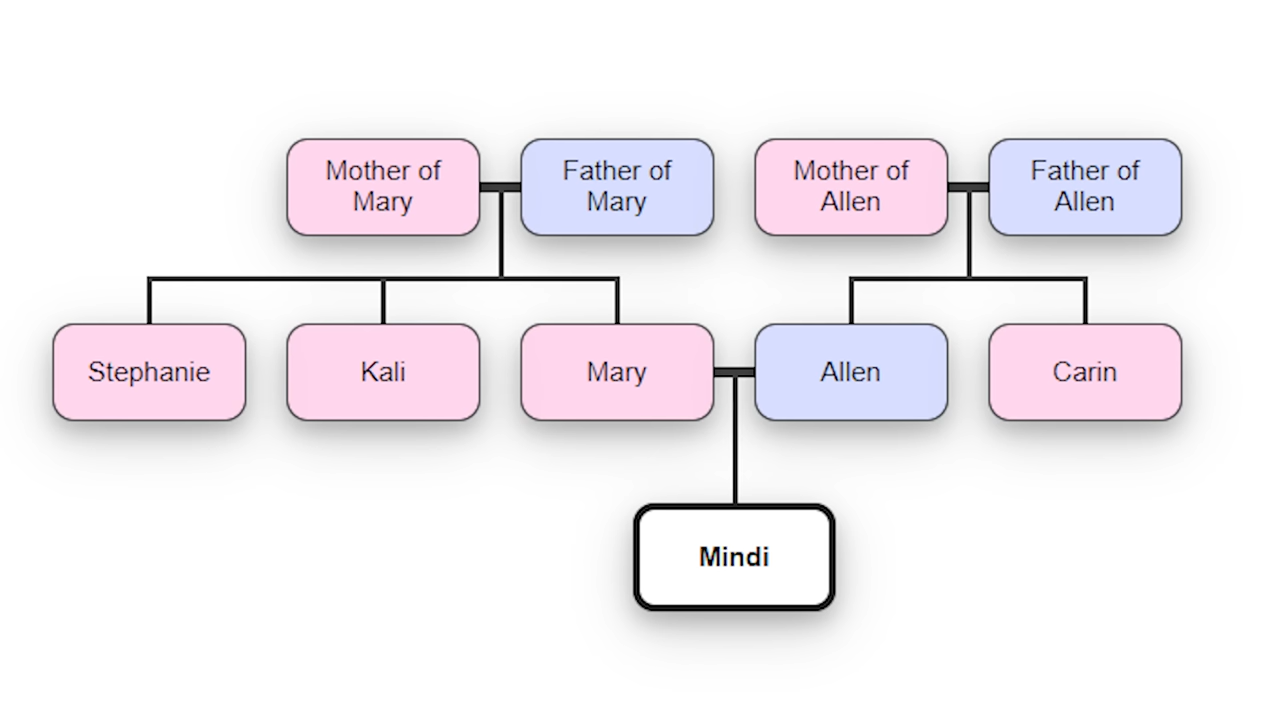 Mother of
Mary
Father of
Mary
Mother of
Allen
Father of
Allen
Stephanie
Kali
Mary
Allen
Carin
Mindi